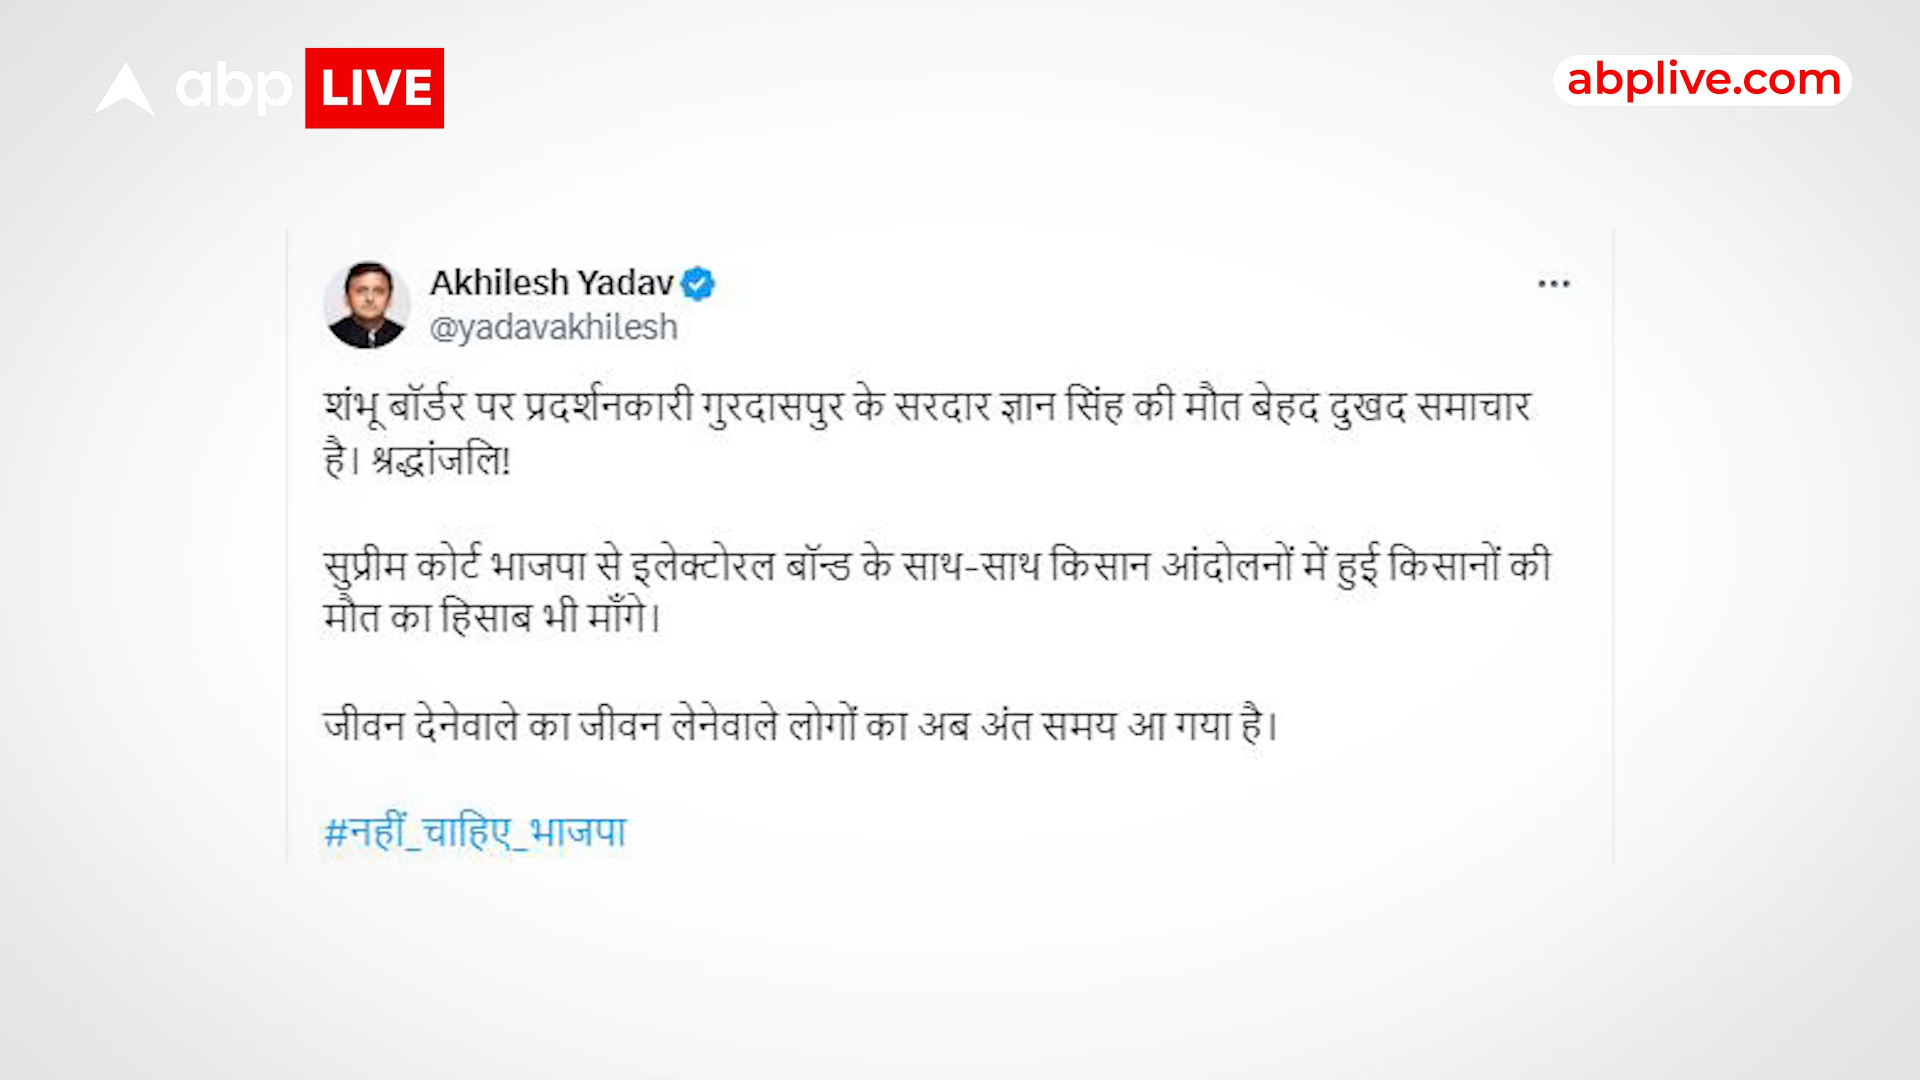 abp LIVE
abplive.com
Akhilesh Yadav
@yadavakhilesh
शंभू बॉर्डर पर प्रदर्शनकारी गुरदासपुर के सरदार ज्ञान सिंह की मौत बेहद दुखद समाचार
है। श्रद्धांजलि!
सुप्रीम कोर्ट भाजपा से इलेक्टोरल बॉन्ड के साथ-साथ किसान आंदोलनों में हुई किसानों की
मौत का हिसाब भी माँगे।
जीवन देनेवाले का जीवन लेनेवाले लोगों का अब अंत समय आ गया है।
#नहीं_चाहिए_भाजपा